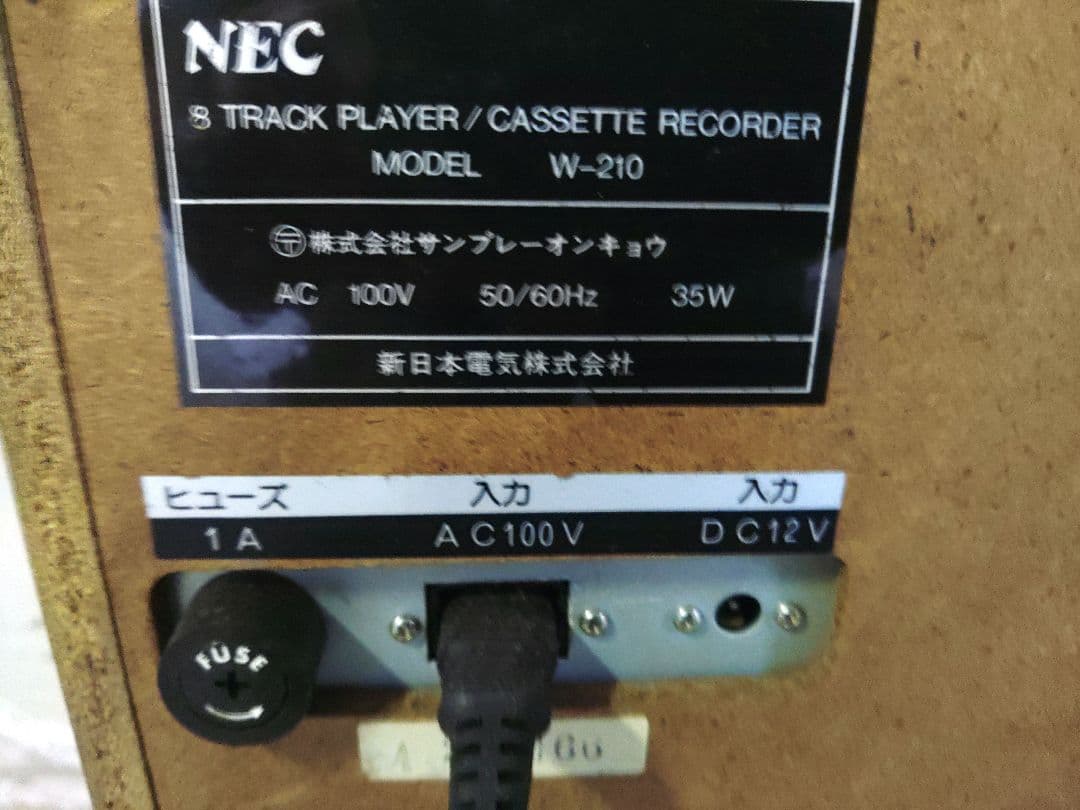 NEC
8 TRACK PLAYER/CASSETTE RECORDER
MODEL W-210
〒株式会社サンプレーオンキョウ
AC 100V 50/60Hz 35W
新日本電気株式会社
ヒューズ 入力 入力
1A AC100V DC12V
FUSE